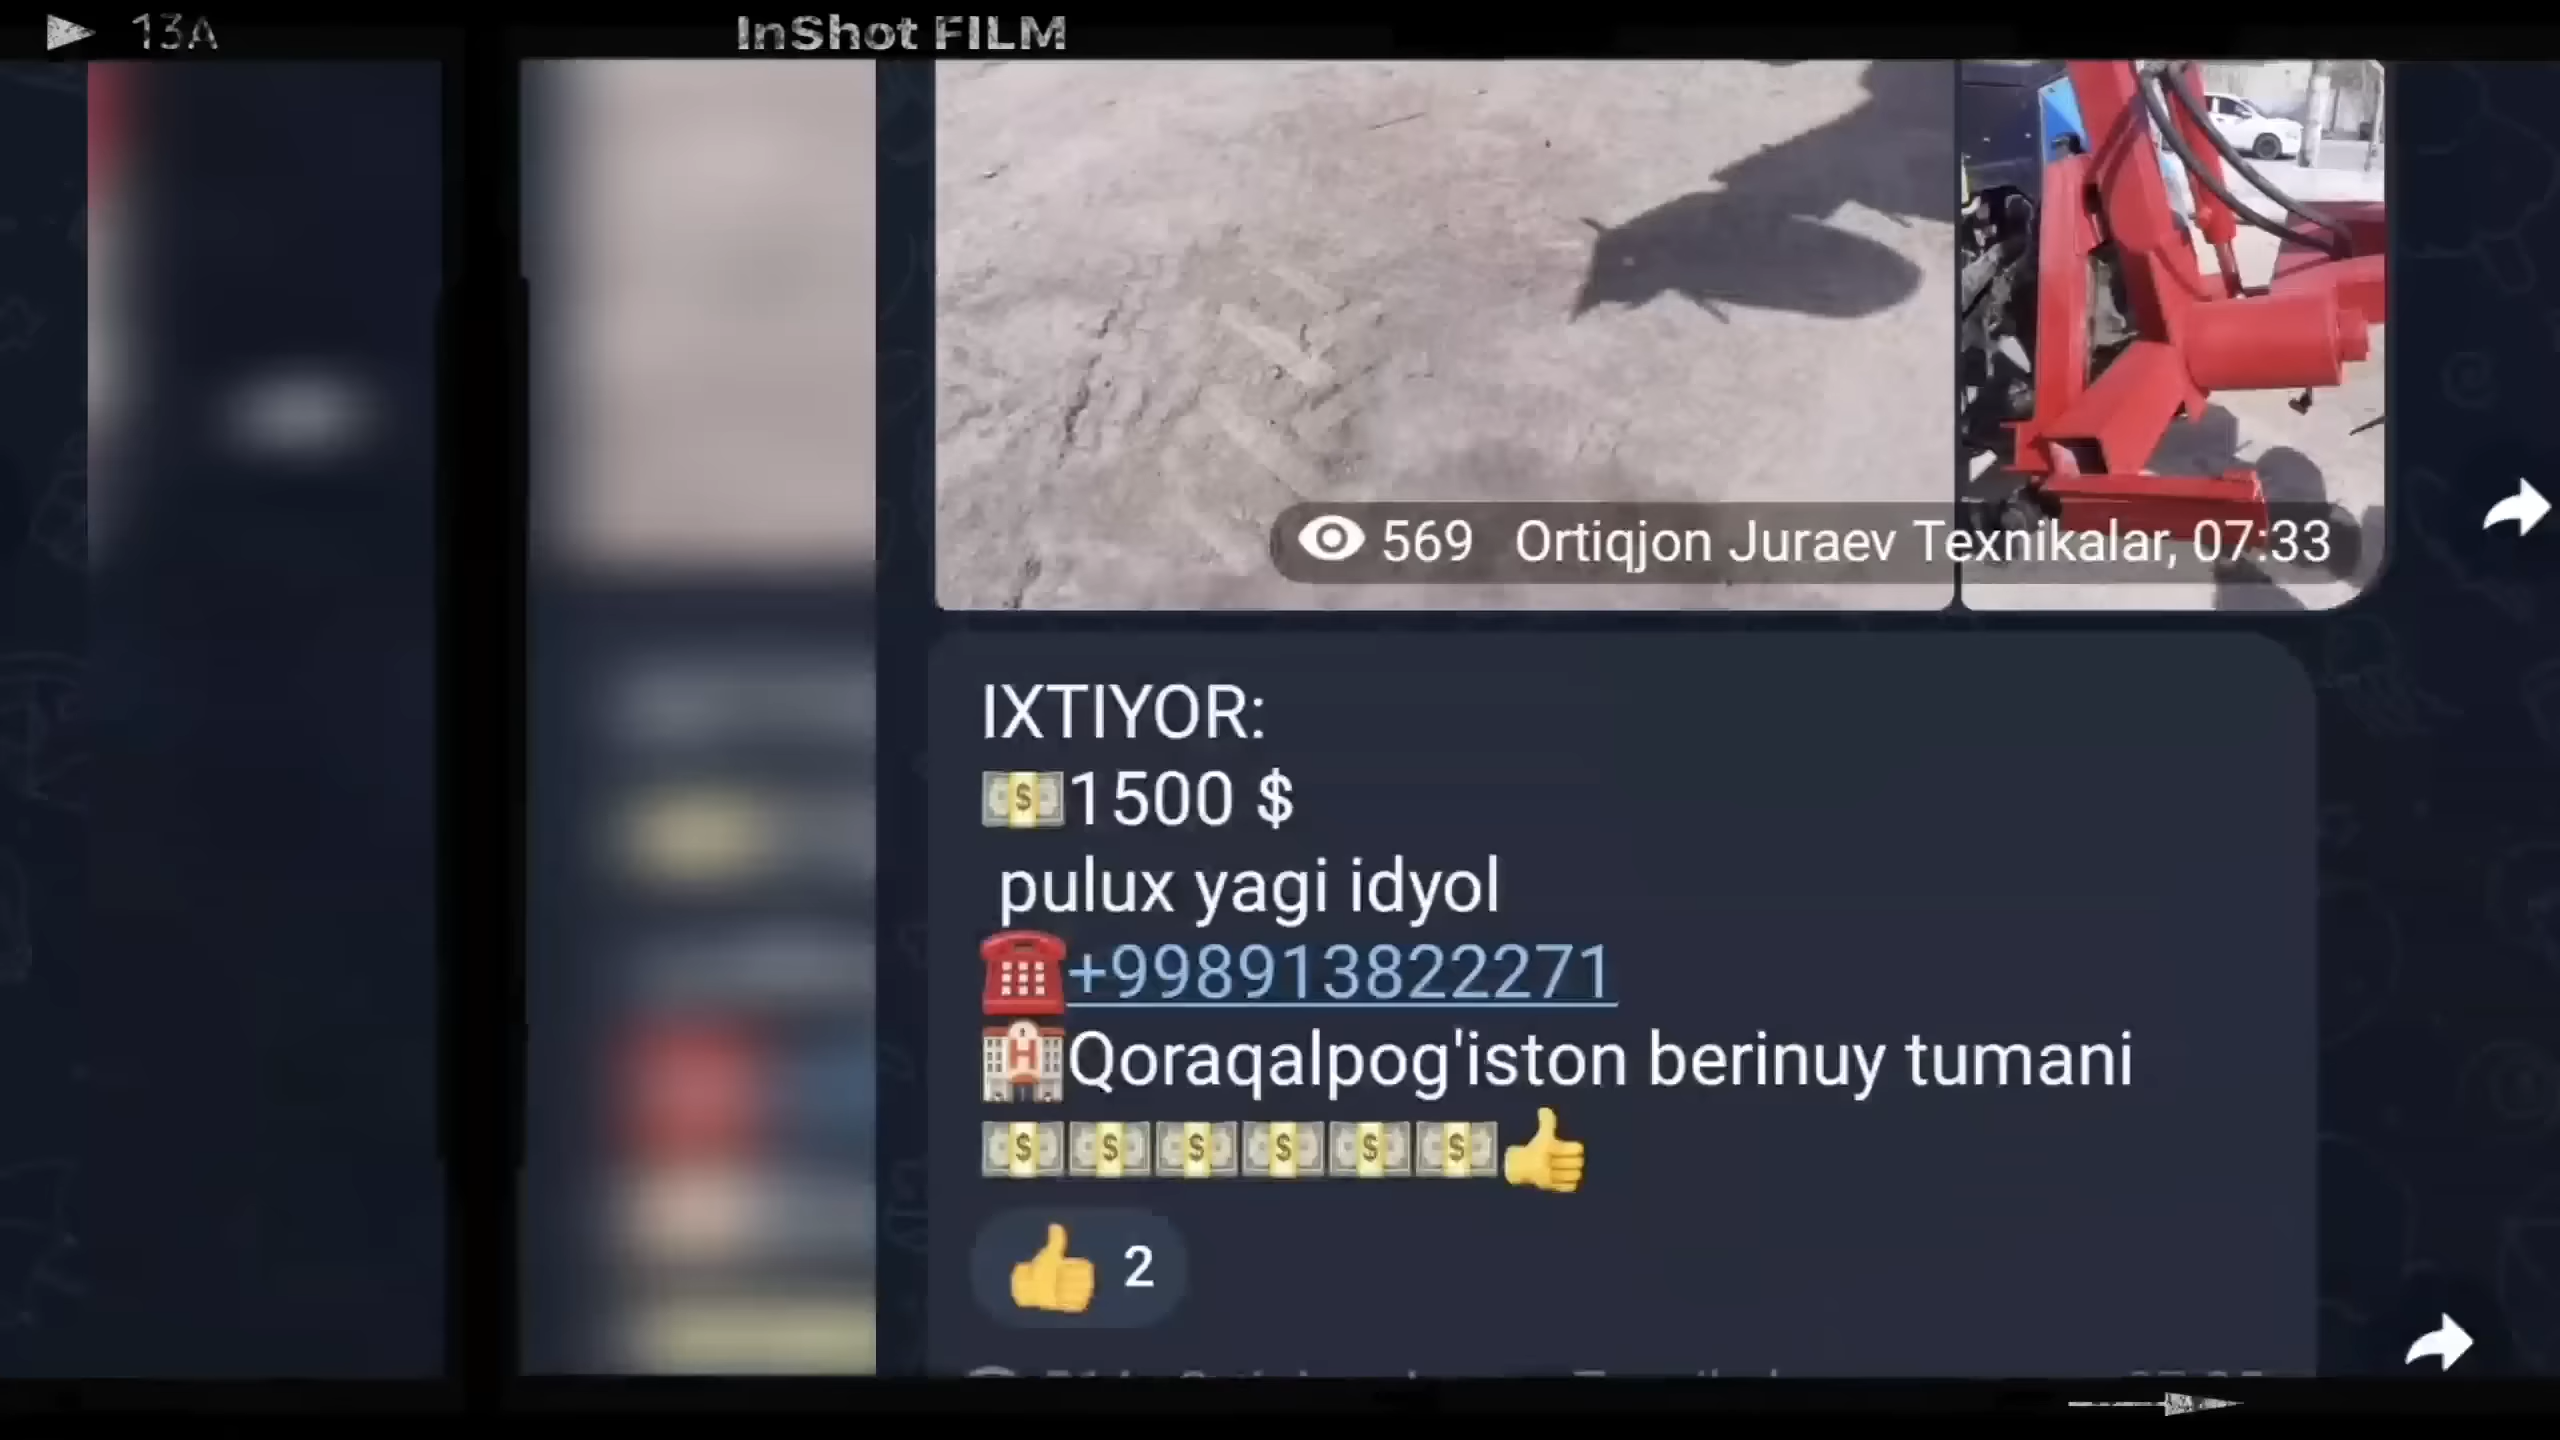 13A
InShot FILM
569 Ortiqjon Juraev Texnikalar, 07:33
IXTIYOR:
💵1500 $
pulux yagi idyol
☎️+998913822271
🏨Qoraqalpog'iston berinuy tumani
💵💵💵💵💵💵👍
👍 2